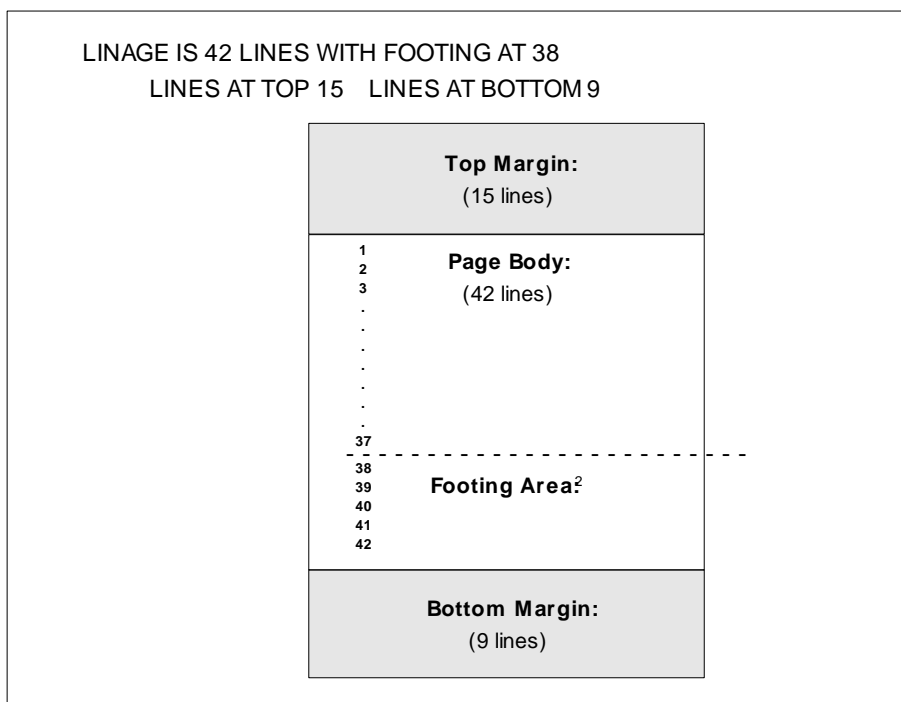 LINAGE IS 42 LINES WITH FOOTING AT 38
LINES AT TOP 15 LINES AT BOTTOM 9
Top Margin:
(15 lines)
1
2
3
.
.
.
.
.
.
.
37
Page Body:
(42 lines)
38
39
40
41
42
Footing Area:2
Bottom Margin:
(9 lines)